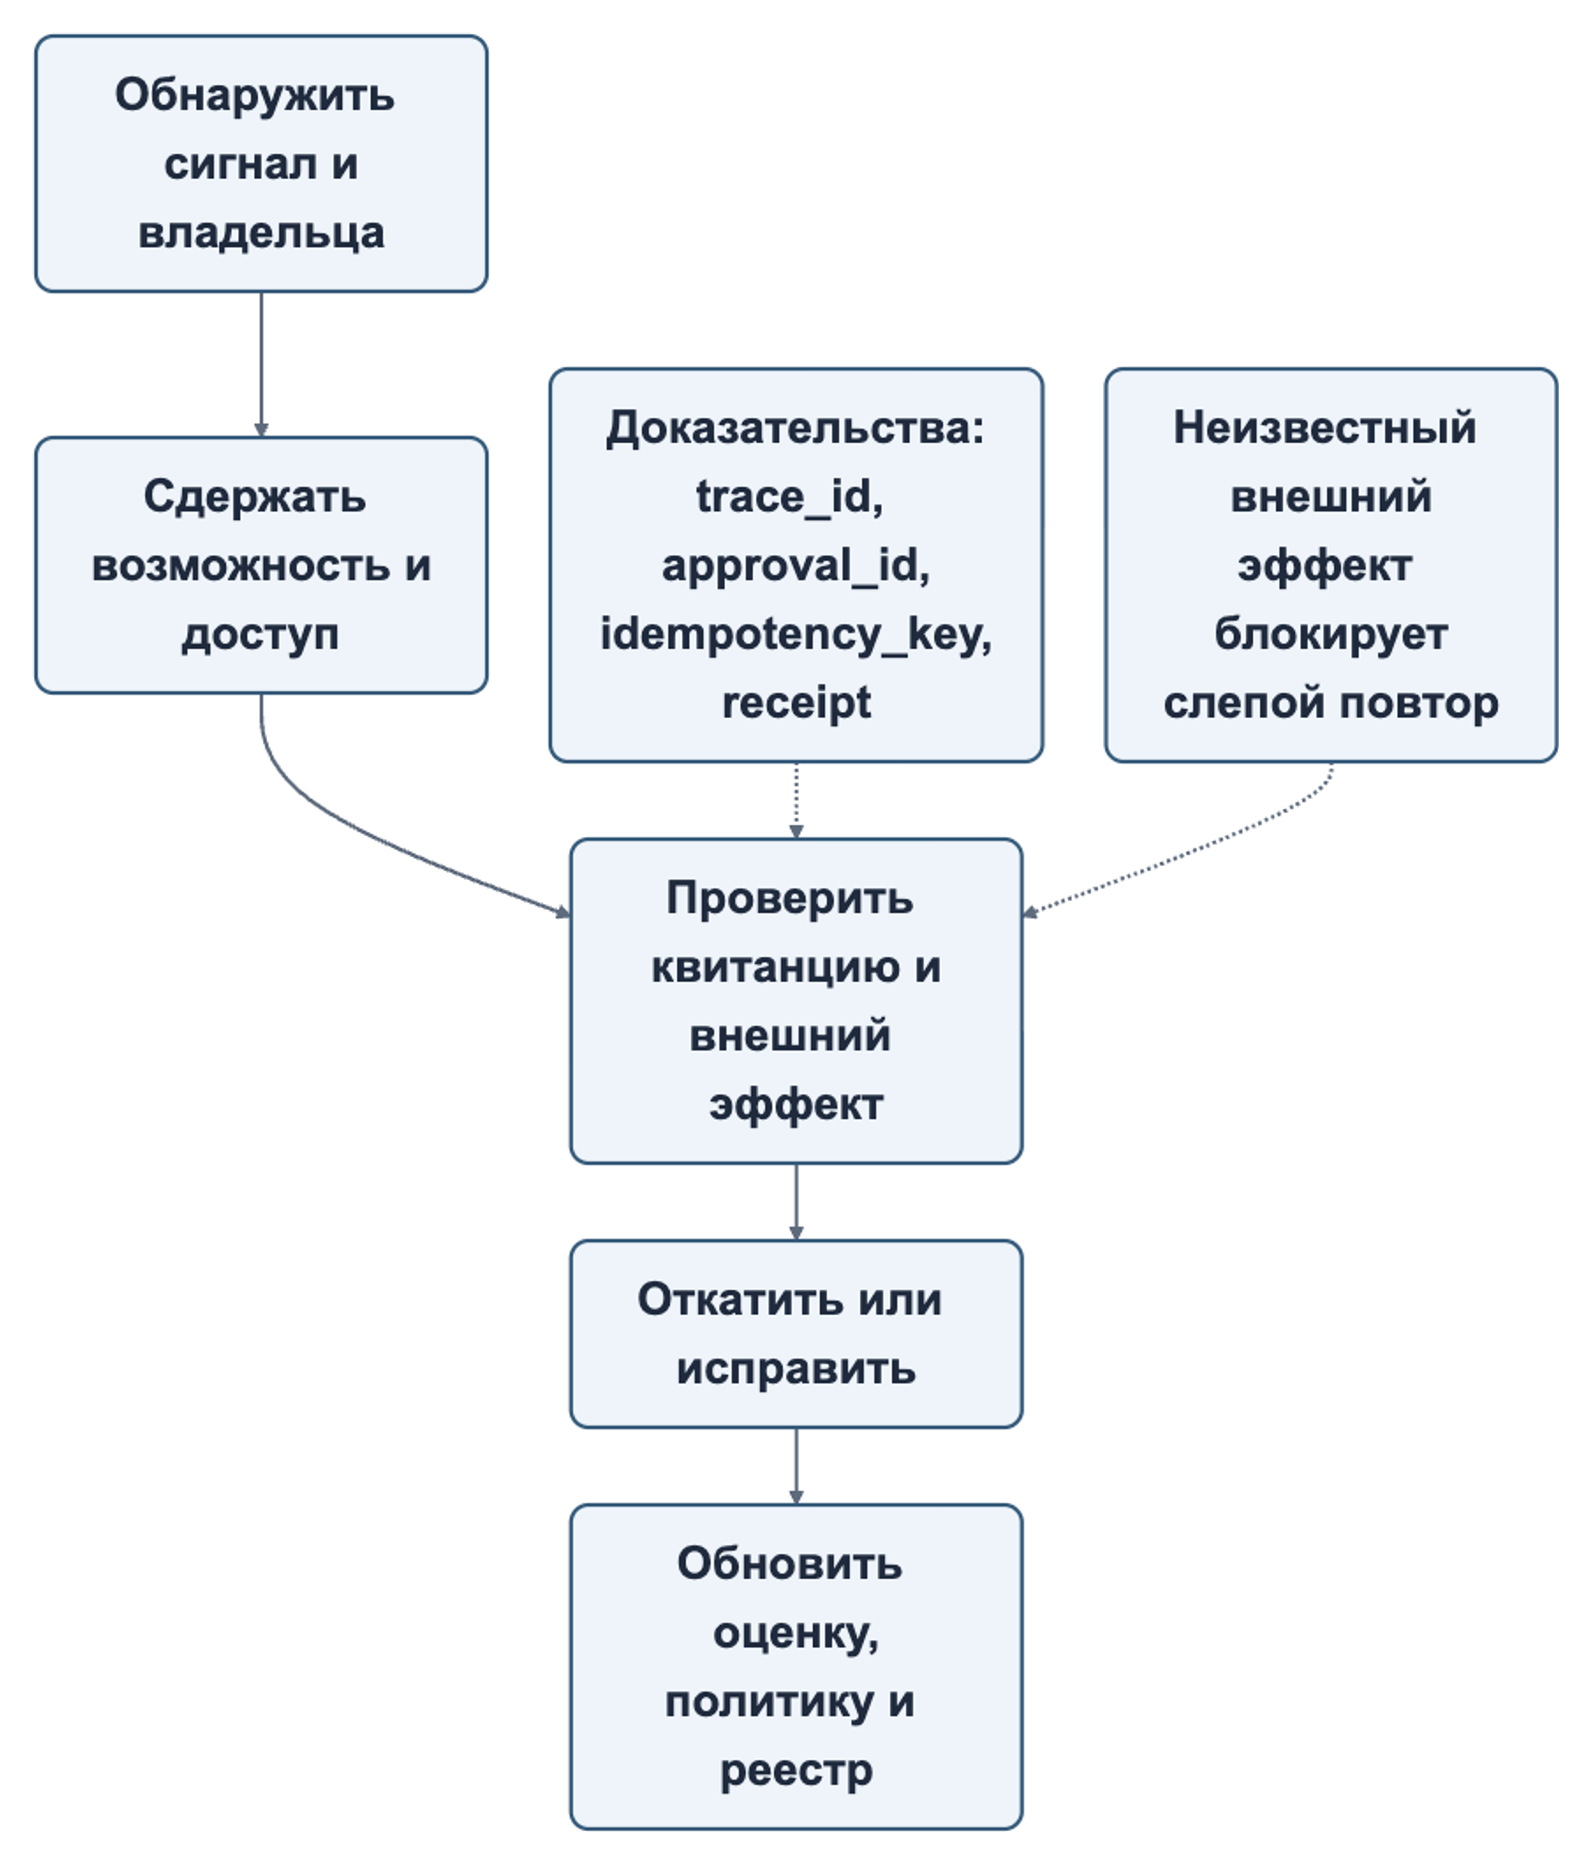 Обнаружить
сигнал и
владельца
Сдержать
возможность и
доступ
Доказательства:
trace_id,
approval_id,
idempotency_key,
receipt
Неизвестный
внешний
эффект
блокирует
слепой повтор
Проверить
квитанцию и
внешний
эффект
Откатить или
исправить
Обновить
оценку,
политику и
реестр